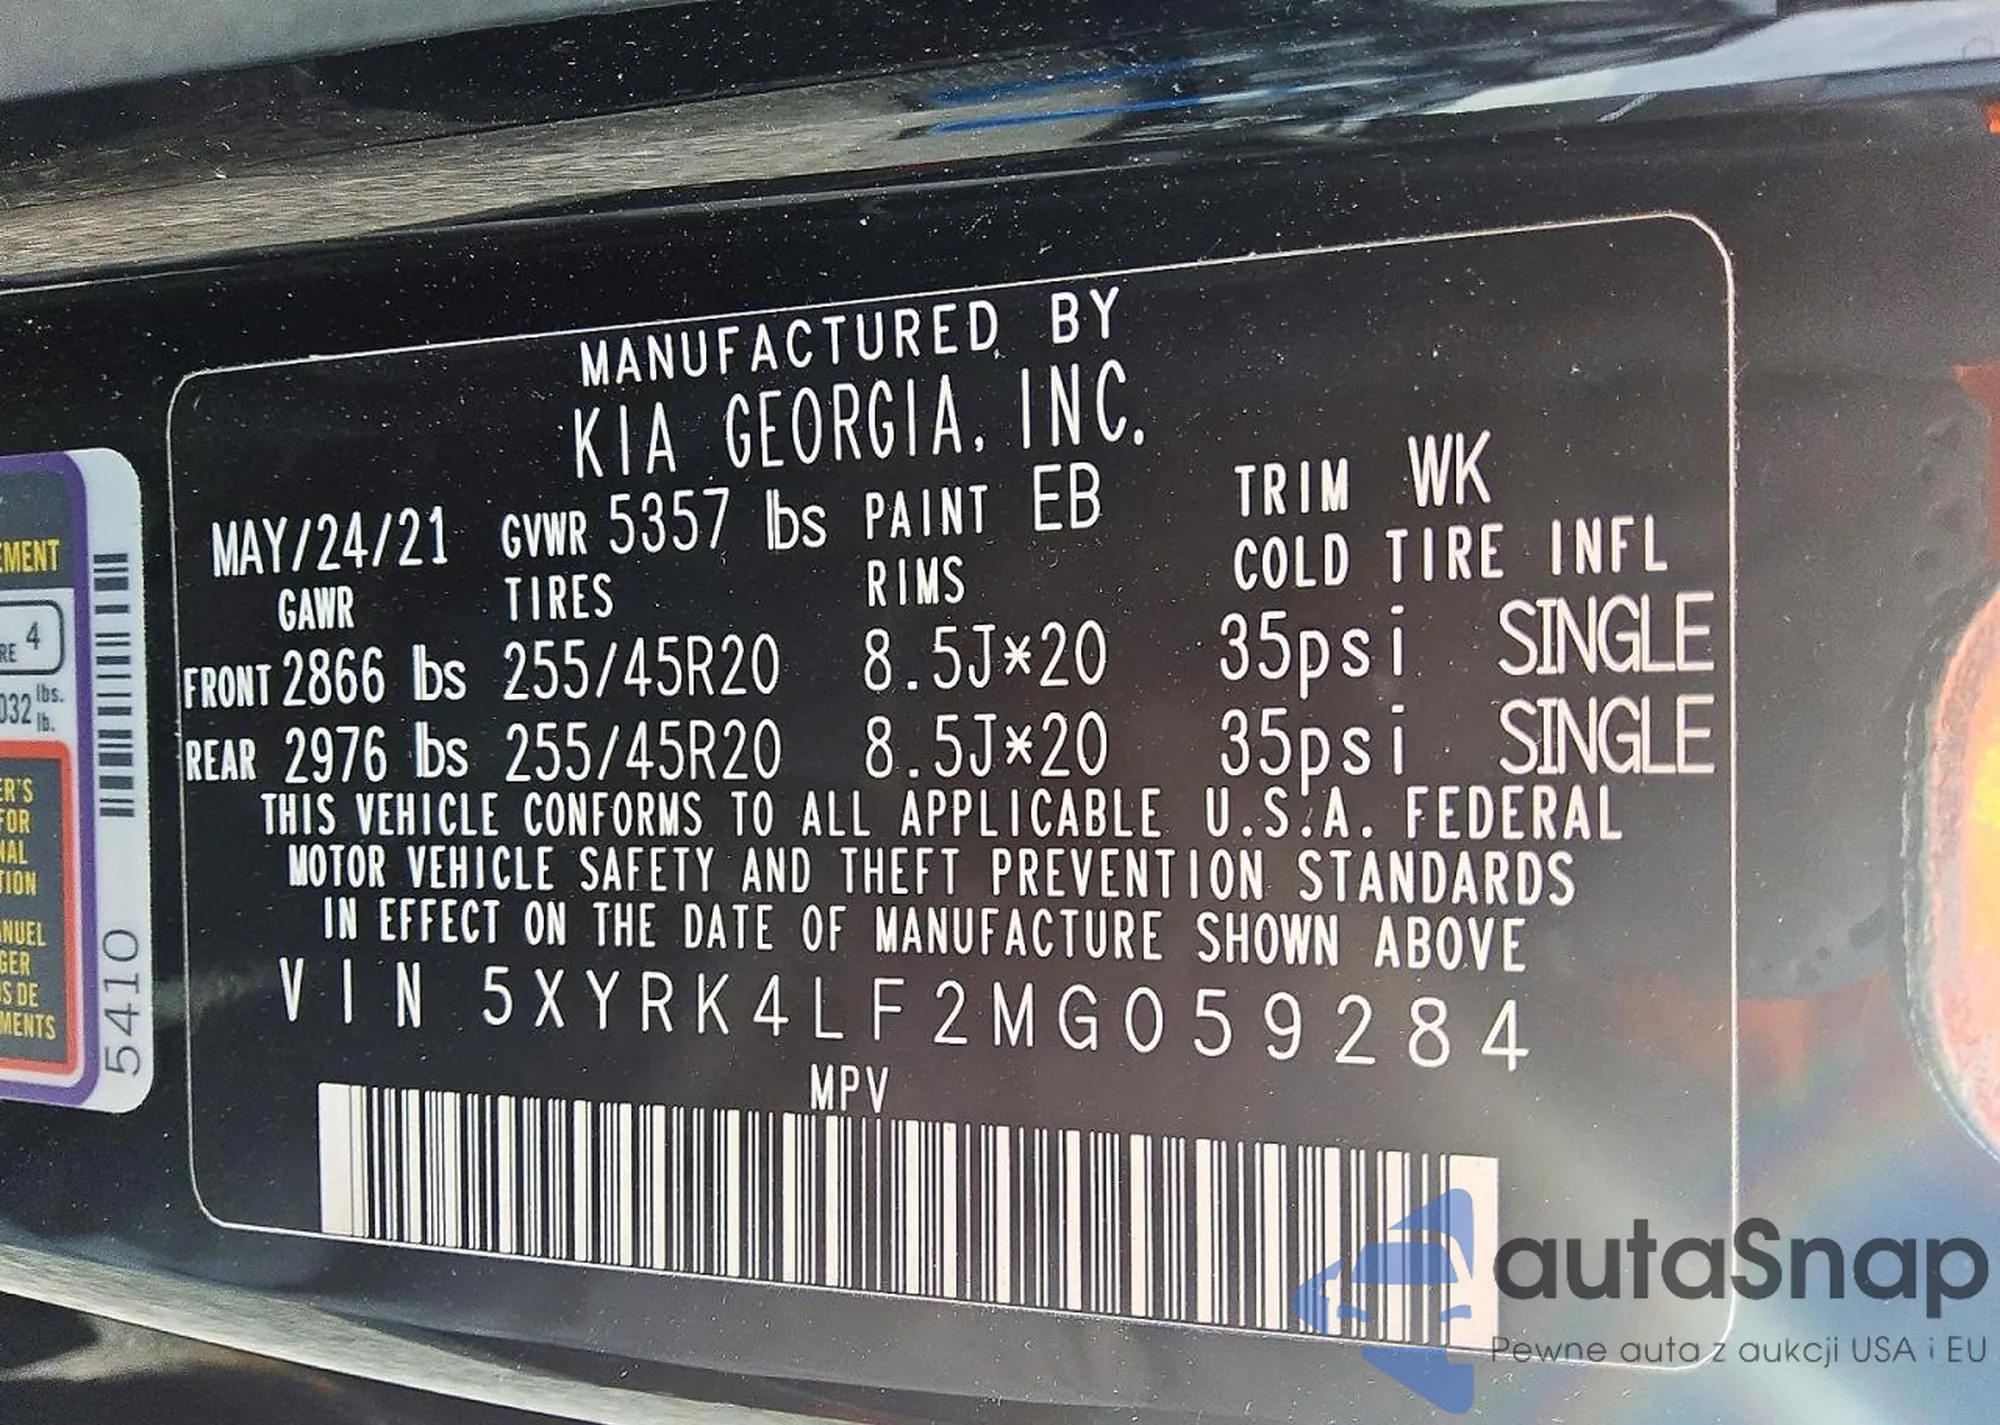 MANUFACTURED BY
KIA GEORGIA, INC.
MAY/24/21 GVWR 5357 lbs PAINT EB TRIM WK
GAWR TIRES RIMS COLD TIRE INFL
FRONT 2866 lbs 255/45R20 8.5J*20 35psi SINGLE
REAR 2976 lbs 255/45R20 8.5J*20 35psi SINGLE
THIS VEHICLE CONFORMS TO ALL APPLICABLE U.S.A. FEDERAL
MOTOR VEHICLE SAFETY AND THEFT PREVENTION STANDARDS
IN EFFECT ON THE DATE OF MANUFACTURE SHOWN ABOVE
VIN 5XYRK4LF2MG059284
MPV
4
lbs.
lb.
5410
autaSnap
Pewne auta z aukcji USA i EU